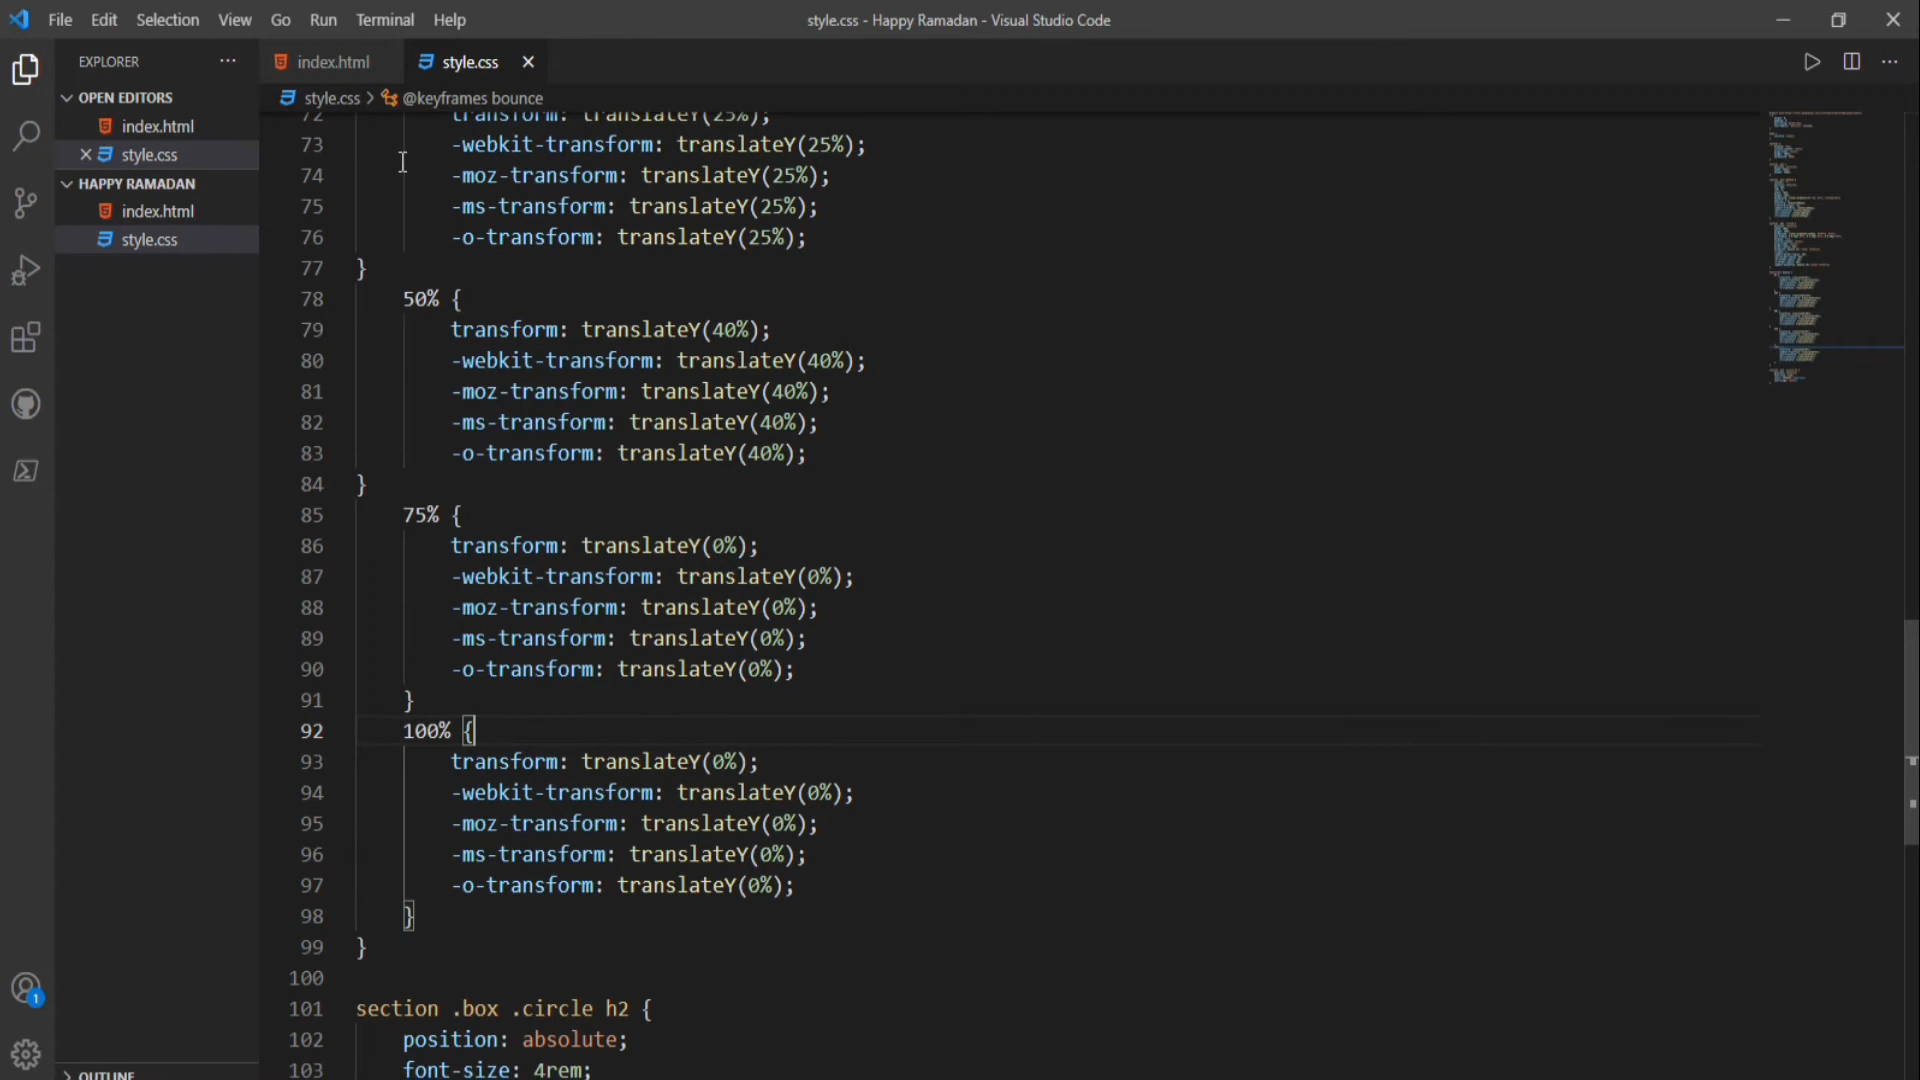 File Edit Selection View Go Run Terminal Help
style.css - Happy Ramadan - Visual Studio Code
EXPLORER
index.html
style.css
OPEN EDITORS
index.html
style.css
HAPPY RAMADAN
index.html
style.css
OUTLINE
1
style.css > @keyframes bounce
72 transform: translateY(25%);
73 -webkit-transform: translateY(25%);
74 -moz-transform: translateY(25%);
75 -ms-transform: translateY(25%);
76 -o-transform: translateY(25%);
77 }
78 50% {
79 transform: translateY(40%);
80 -webkit-transform: translateY(40%);
81 -moz-transform: translateY(40%);
82 -ms-transform: translateY(40%);
83 -o-transform: translateY(40%);
84 }
85 75% {
86 transform: translateY(0%);
87 -webkit-transform: translateY(0%);
88 -moz-transform: translateY(0%);
89 -ms-transform: translateY(0%);
90 -o-transform: translateY(0%);
91 }
92 100% {
93 transform: translateY(0%);
94 -webkit-transform: translateY(0%);
95 -moz-transform: translateY(0%);
96 -ms-transform: translateY(0%);
97 -o-transform: translateY(0%);
98 }
99 }
100
101 section .box .circle h2 {
102 position: absolute;
103 font-size: 4rem;